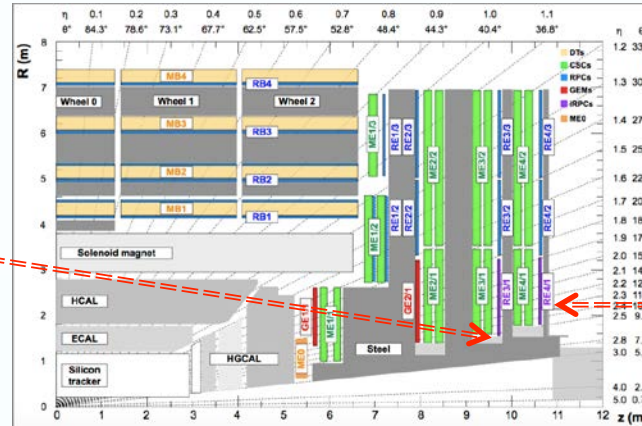 η 0.1 0.2 0.3 0.4 0.5 0.6 0.7 0.8 0.9 1.0 1.1
θ° 84.3° 78.6° 73.1° 67.7° 62.5° 57.5° 52.8° 48.4° 44.3° 40.4° 36.8° η
R (m)
8
7
6
5
4
3
2
1
0
MB4
RB4
Wheel 0 Wheel 1 Wheel 2
MB3
RB3
MB2
RB2
MB1
RB1
Solenoid magnet
HCAL
ECAL
Silicon tracker
HGCAL
Steel
ME0
ME1/3
RE1/3
RE2/3
ME2/2
ME3/2
RE3/3
ME4/2
RE4/3
ME1/2
RE1/2
RE2/2
RE3/2
RE4/2
GE2/1
ME2/1
ME3/1
RE3/1
ME4/1
RE4/1
DTs
CSCs
RPCs
GEMs
iRPCs
ME0
1.2
1.3
1.4
1.5
1.6
1.7
1.8
1.9
2.0
2.1
2.2
2.3
2.5
2.8
3.0
4.0
5.0
0 1 2 3 4 5 6 7 8 9 10 11 12